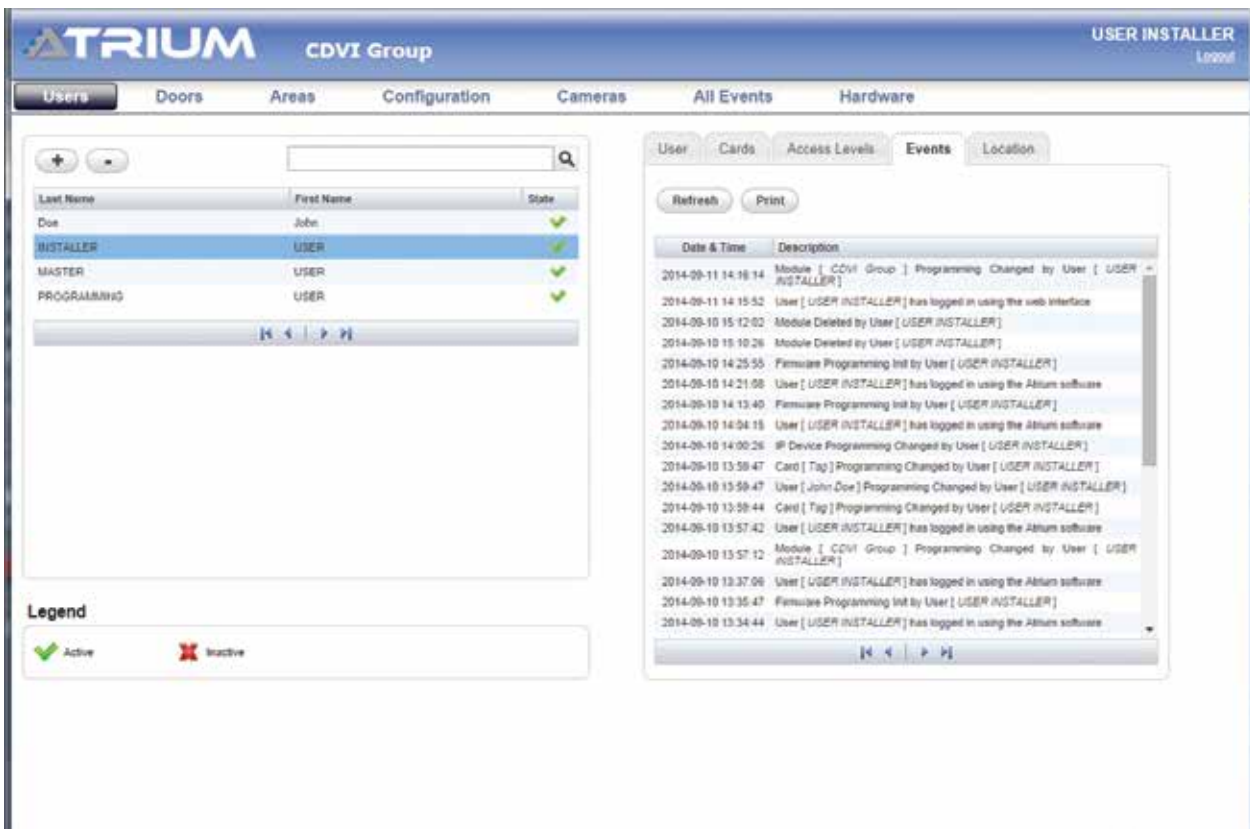 ATRIUM CDVI Group
USER INSTALLER
Logout
Users Doors Areas Configuration Cameras All Events Hardware
+ -
Last Name First Name State
Doe John
INSTALLER USER
MASTER USER
PROGRAMMING USER
Legend
Active Inactive
User Cards Access Levels Events Location
Refresh Print
Date & Time Description
2014-09-11 14:16:14 Module [ CDVI Group ] Programming Changed by User [ USER
INSTALLER ]
2014-09-11 14:15:52 User [ USER INSTALLER ] has logged in using the web interface
2014-09-10 15:12:02 Module Deleted by User [ USER INSTALLER ]
2014-09-10 15:10:26 Module Deleted by User [ USER INSTALLER ]
2014-09-10 14:25:55 Firmware Programming Init by User [ USER INSTALLER ]
2014-09-10 14:21:08 User [ USER INSTALLER ] has logged in using the Atrium software
2014-09-10 14:13:40 Firmware Programming Init by User [ USER INSTALLER ]
2014-09-10 14:04:15 User [ USER INSTALLER ] has logged in using the Atrium software
2014-09-10 14:00:26 IP Device Programming Changed by User [ USER INSTALLER ]
2014-09-10 13:59:47 Card [ Tag ] Programming Changed by User [ USER INSTALLER ]
2014-09-10 13:59:47 User [ John Doe ] Programming Changed by User [ USER INSTALLER ]
2014-09-10 13:59:44 Card [ Tag ] Programming Changed by User [ USER INSTALLER ]
2014-09-10 13:57:42 User [ USER INSTALLER ] has logged in using the Atrium software
2014-09-10 13:57:12 Module [ CDVI Group ] Programming Changed by User [ USER
INSTALLER ]
2014-09-10 13:37:06 User [ USER INSTALLER ] has logged in using the Atrium software
2014-09-10 13:35:47 Firmware Programming Init by User [ USER INSTALLER ]
2014-09-10 13:34:44 User [ USER INSTALLER ] has logged in using the Atrium software